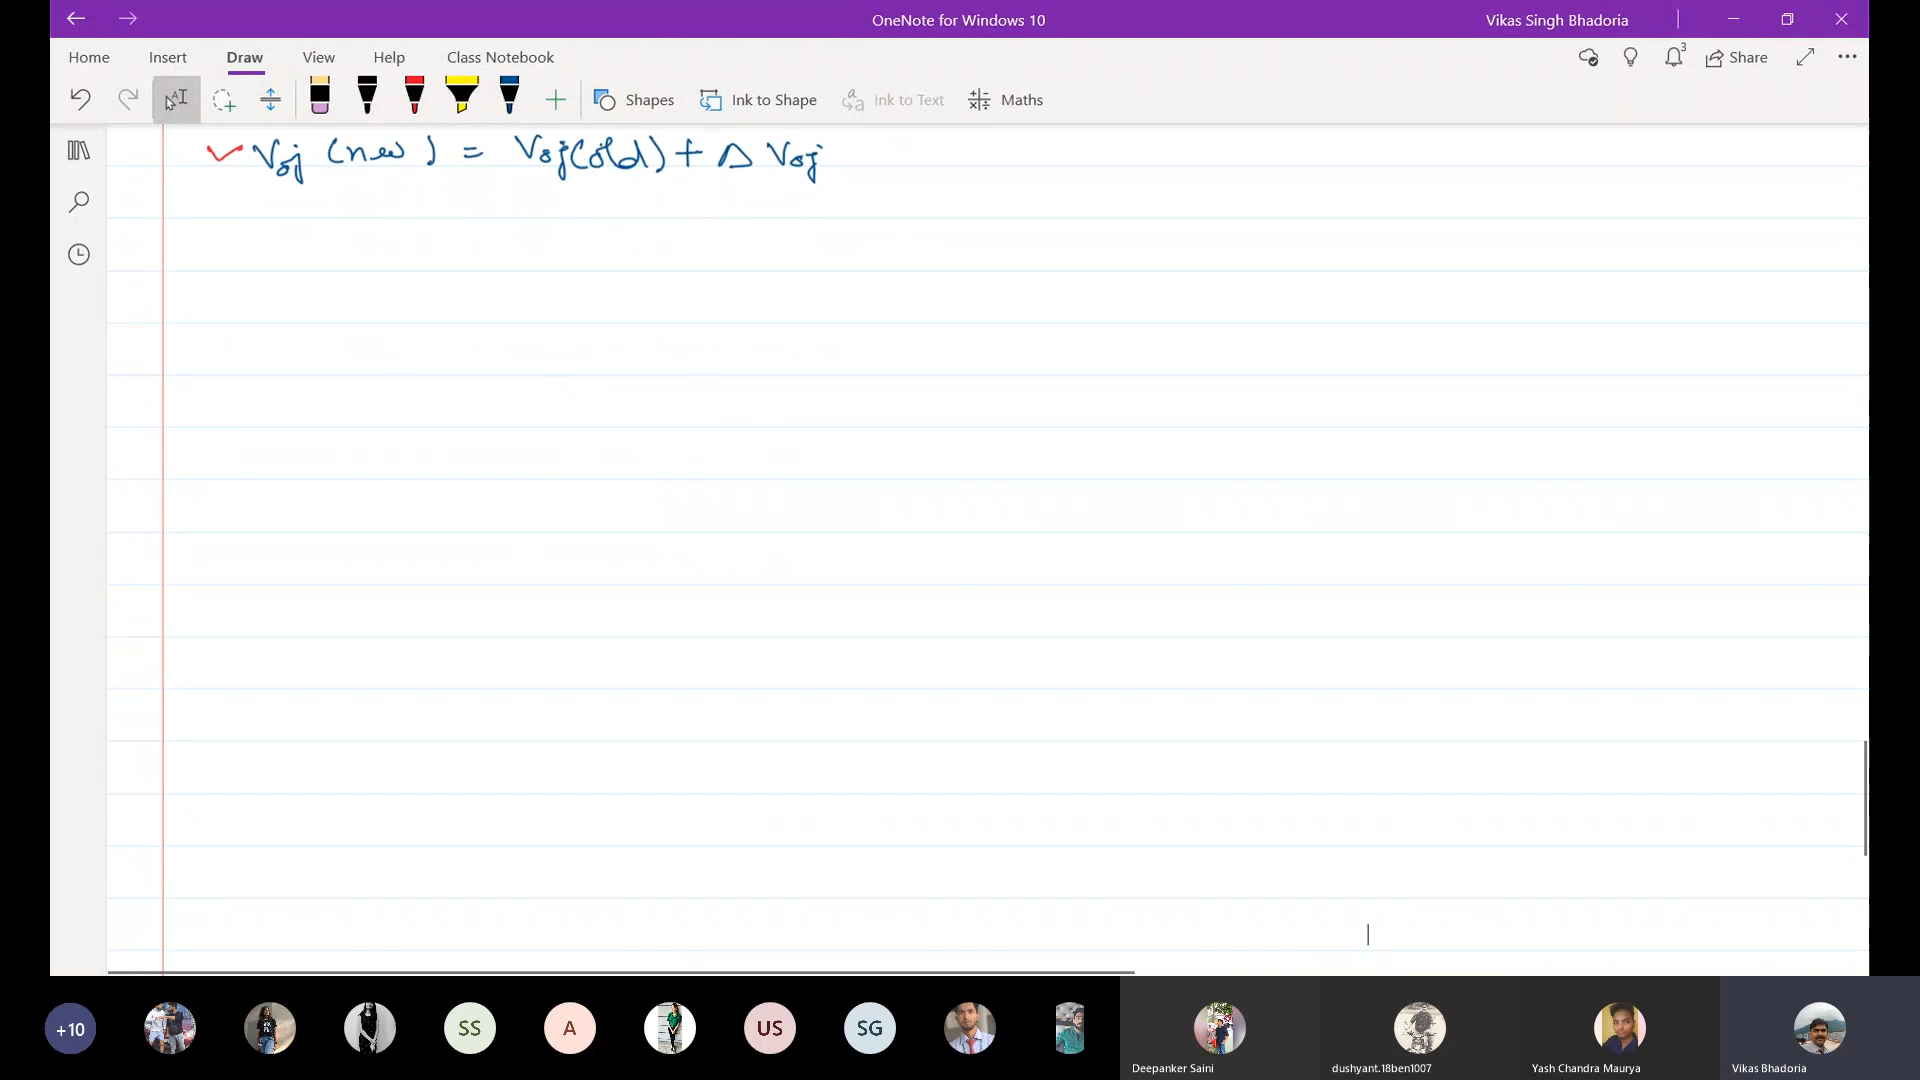 OneNote for Windows 10
Vikas Singh Bhadoria
Home Insert Draw View Help Class Notebook
3
Share
Shapes
Ink to Shape
Ink to Text
Maths
V0j (new) = V0j(old) + Δ V0j
+10
SS
A
US
SG
Deepanker Saini
dushyant.18ben1007
Yash Chandra Maurya
Vikas Bhadoria